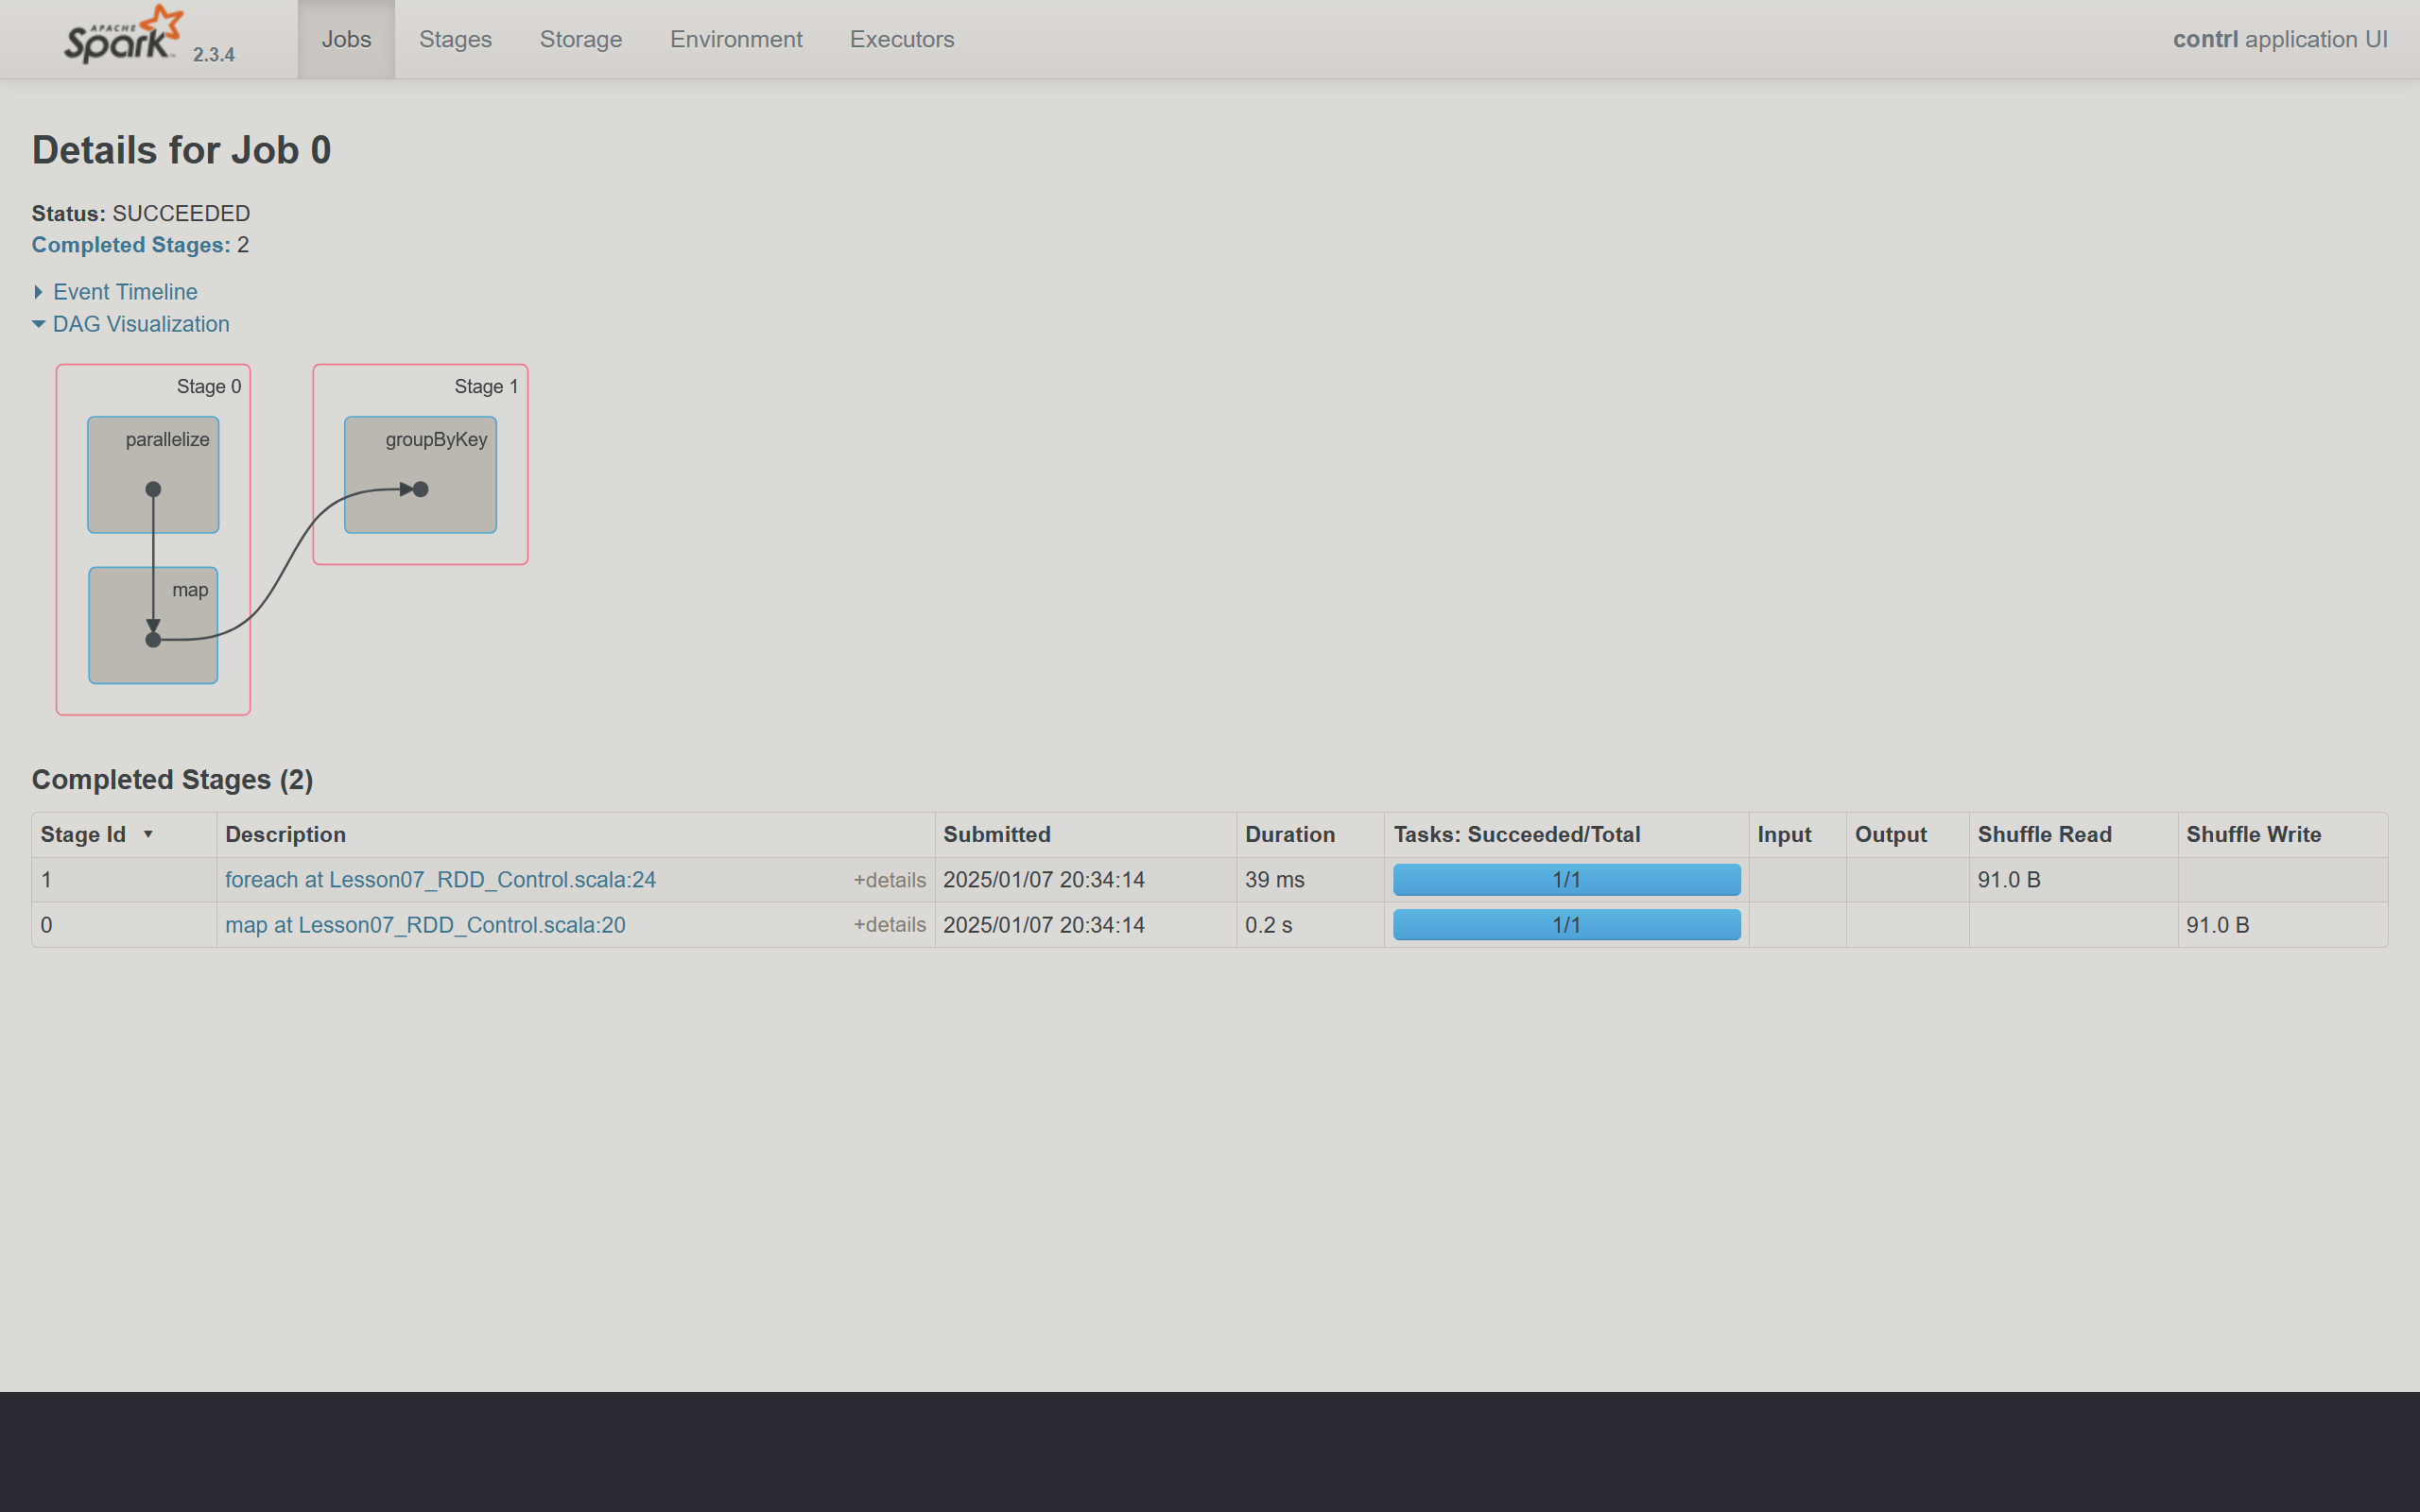 APACHE Spark 2.3.4 Jobs Stages Storage Environment Executors contrl application UI
Details for Job 0
Status: SUCCEEDED
Completed Stages: 2
Event Timeline
DAG Visualization
Stage 0 Stage 1
parallelize groupByKey
map
Completed Stages (2)
Stage Id Description Submitted Duration Tasks: Succeeded/Total Input Output Shuffle Read Shuffle Write
1 foreach at Lesson07_RDD_Control.scala:24 +details 2025/01/07 20:34:14 39 ms 1/1 91.0 B
0 map at Lesson07_RDD_Control.scala:20 +details 2025/01/07 20:34:14 0.2 s 1/1 91.0 B